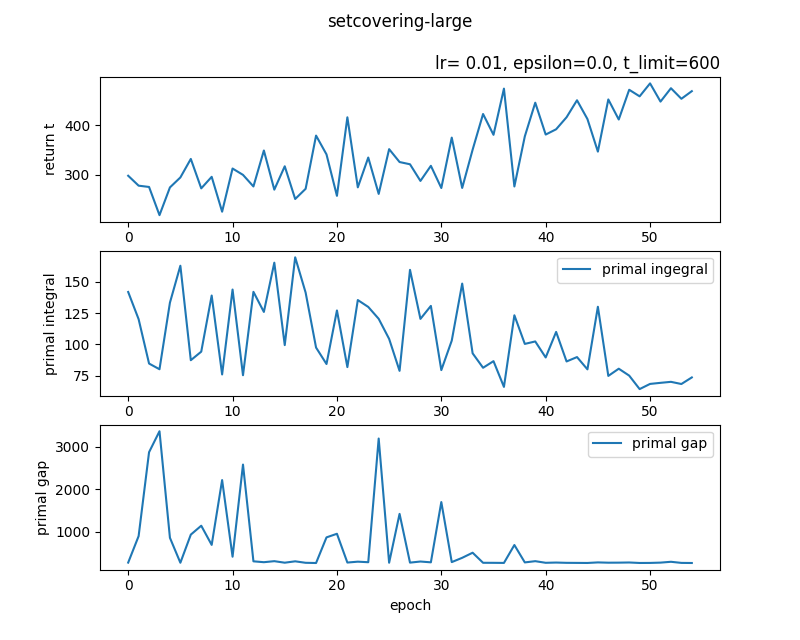 setcovering-large
lr= 0.01, epsilon=0.0, t_limit=600
return t
400
300
0 10 20 30 40 50
primal integral
150
125
100
75
primal ingegral
0 10 20 30 40 50
primal gap
3000
2000
1000
primal gap
0 10 20 30 40 50
epoch